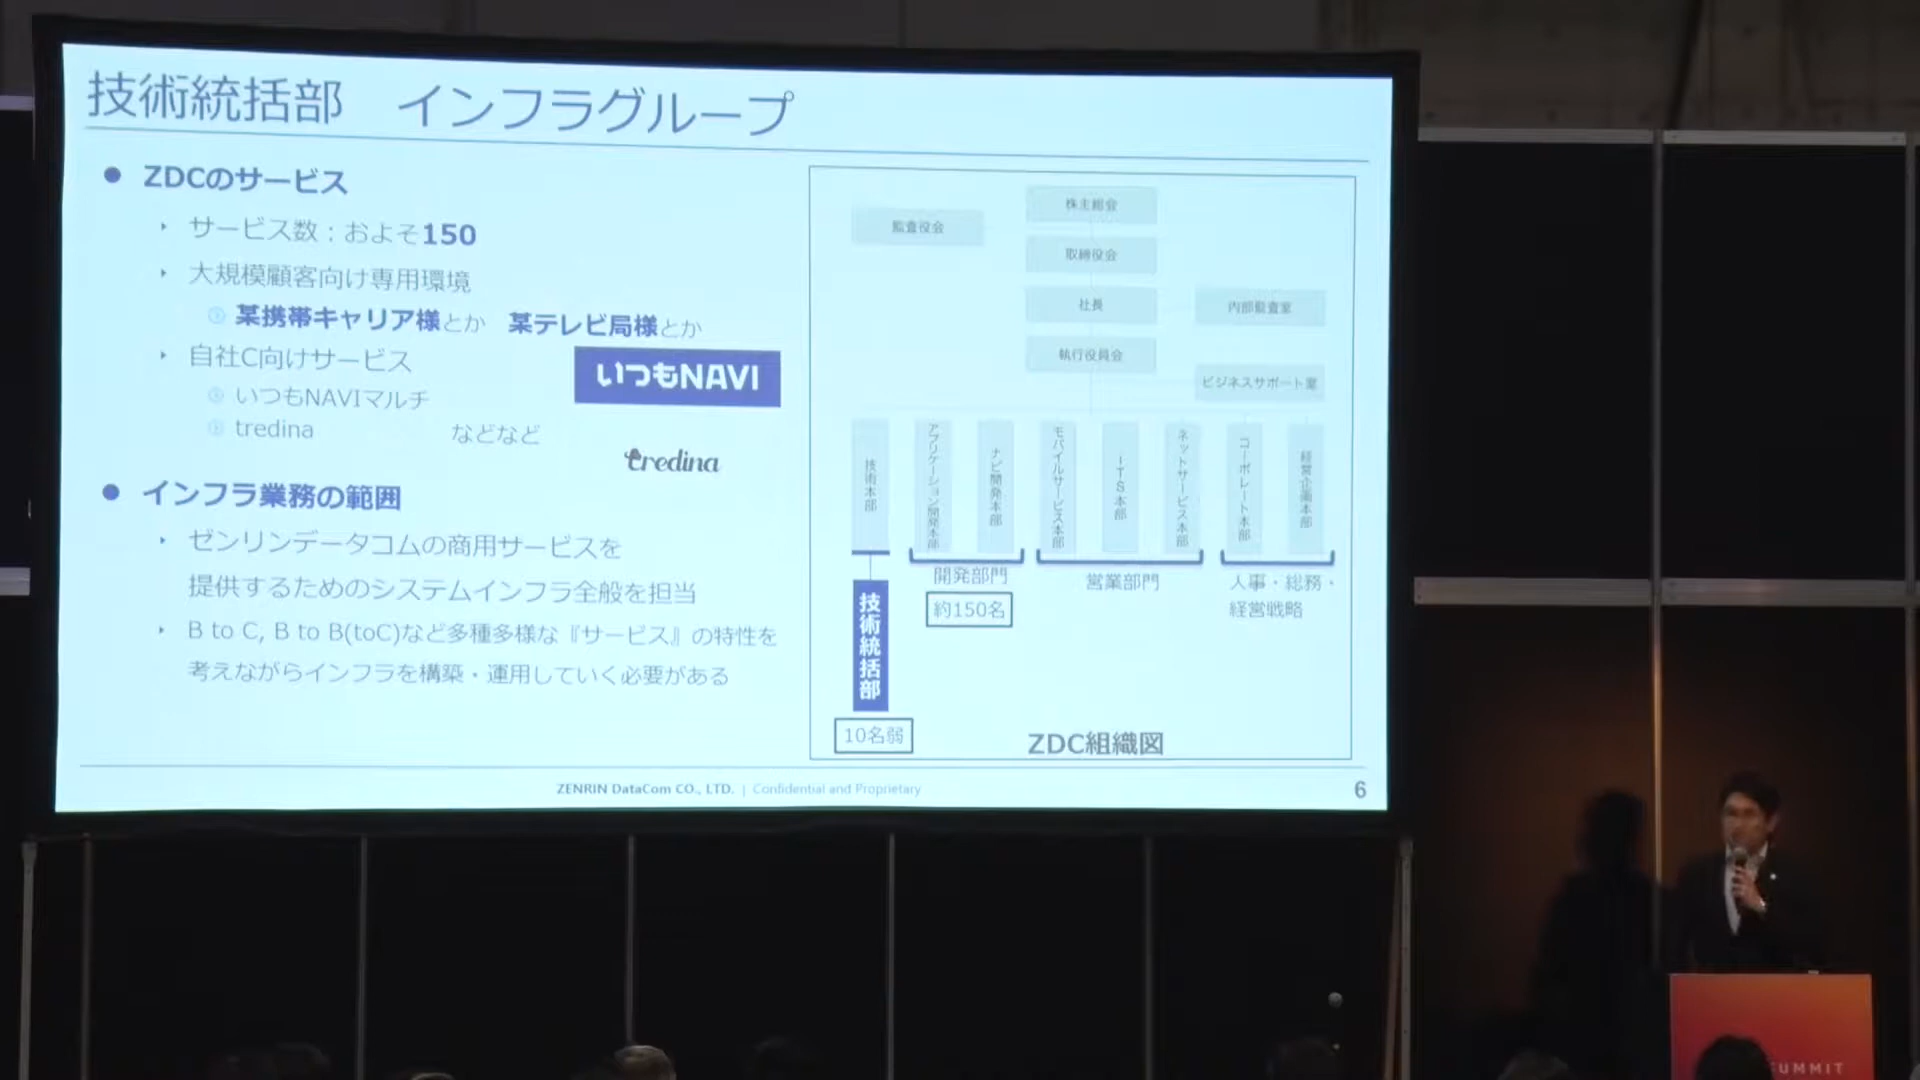 技術統括部　インフラグループ
● ZDCのサービス
サービス数：およそ150
大規模顧客向け専用環境
某携帯キャリア様とか　某テレビ局様とか
自社C向けサービス
いつもNAVIマルチ
tredina　などなど
いつもNAVI
tredina
● インフラ業務の範囲
ゼンリンデータコムの商用サービスを
提供するためのシステムインフラ全般を担当
B to C, B to B(toC)など多種多様な『サービス』の特性を
考えながらインフラを構築・運用していく必要がある
株主総会
監査役会
取締役会
社長
内部監査室
執行役員会
ビジネスサポート室
技術本部
アプリケーション開発本部
ナビ開発本部
モバイルサービス本部
ITS本部
ネットサービス本部
コーポレート本部
経営企画本部
開発部門
約150名
営業部門
人事・総務・
経営戦略
技術統括部
10名弱
ZDC組織図
ZENRIN DataCom CO., LTD. | Confidential and Proprietary
6
SUMMIT